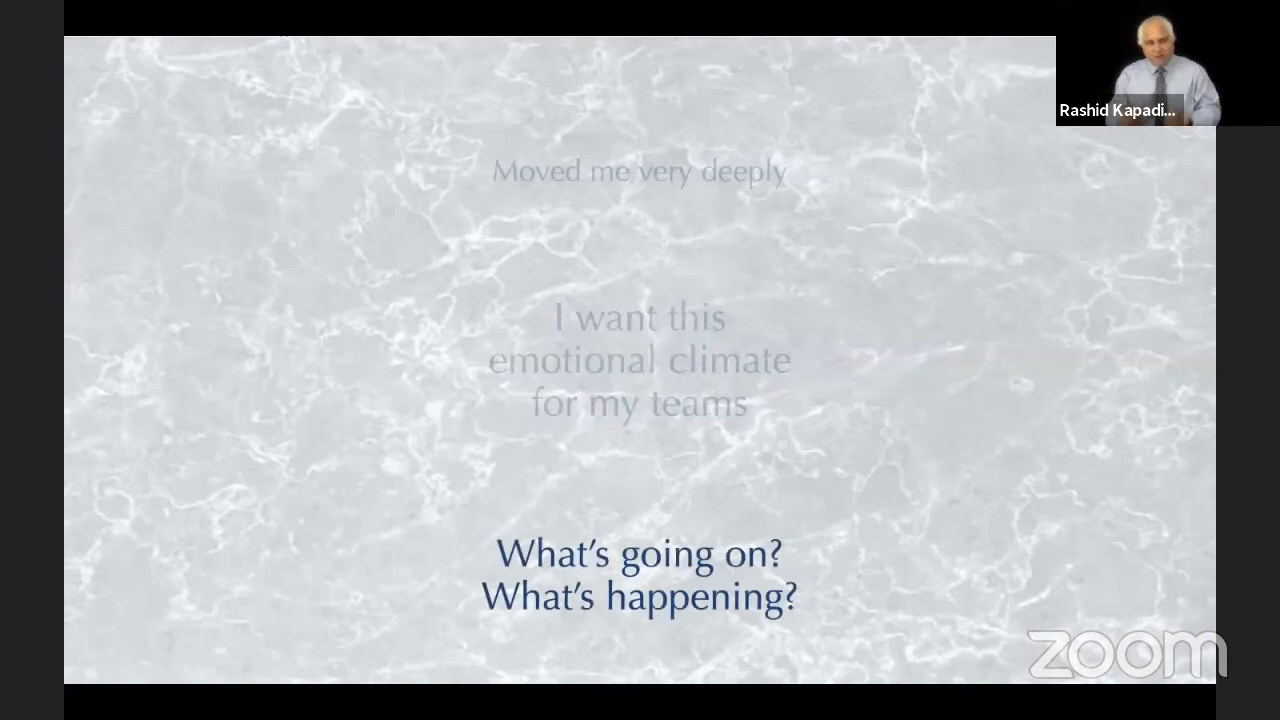 Rashid Kapadi...
Moved me very deeply
I want this
emotional climate
for my teams
What's going on?
What's happening?
zoom